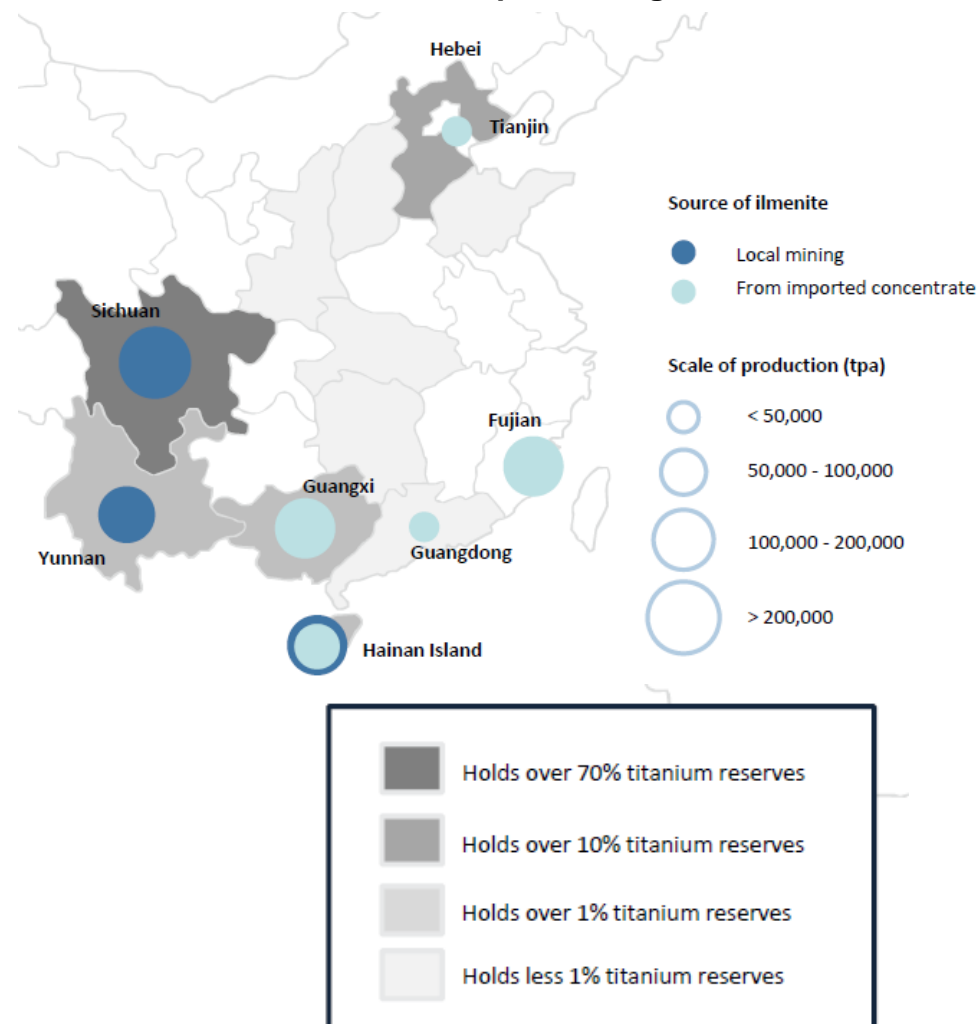 Hebei
Tianjin
Source of ilmenite
Local mining
From imported concentrate
Sichuan
Scale of production (tpa)
< 50,000
Fujian
50,000 - 100,000
Guangxi
100,000 - 200,000
Guangdong
Yunnan
> 200,000
Hainan Island
Holds over 70% titanium reserves
Holds over 10% titanium reserves
Holds over 1% titanium reserves
Holds less 1% titanium reserves